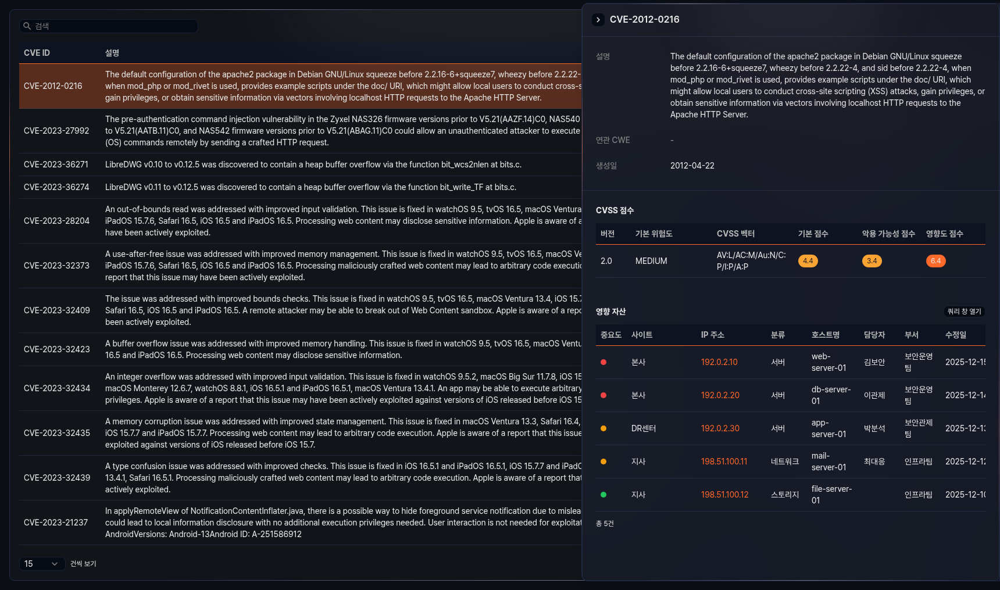 검색
CVE ID 설명
CVE-2012-0216
The default configuration of the apache2 package in Debian GNU/Linux squeeze before 2.2.16-6+squeeze7, wheezy before 2.2.22-
when mod_php or mod_rivet is used, provides example scripts under the doc/ URI, which might allow local users to conduct cross-s
gain privileges, or obtain sensitive information via vectors involving localhost HTTP requests to the Apache HTTP Server.
CVE-2023-27992
The pre-authentication command injection vulnerability in the Zyxel NAS326 firmware versions prior to V5.21(AAZF.14)C0, NAS540
to V5.21(AATB.11)C0, and NAS542 firmware versions prior to V5.21(ABAG.11)C0 could allow an unauthenticated attacker to execute
(OS) commands remotely by sending a crafted HTTP request.
CVE-2023-36271 LibreDWG v0.10 to v0.12.5 was discovered to contain a heap buffer overflow via the function bit_wcs2nlen at bits.c.
CVE-2023-36274 LibreDWG v0.11 to v0.12.5 was discovered to contain a heap buffer overflow via the function bit_write_TF at bits.c.
CVE-2023-28204
An out-of-bounds read was addressed with improved input validation. This issue is fixed in watchOS 9.5, tvOS 16.5, macOS Ventura
iPadOS 15.7.6, Safari 16.5, iOS 16.5 and iPadOS 16.5. Processing web content may disclose sensitive information. Apple is aware of a
have been actively exploited.
CVE-2023-32373
A use-after-free issue was addressed with improved memory management. This issue is fixed in watchOS 9.5, tvOS 16.5, macOS Ve
iPadOS 15.7.6, Safari 16.5, iOS 16.5 and iPadOS 16.5. Processing maliciously crafted web content may lead to arbitrary code executio
report that this issue may have been actively exploited.
CVE-2023-32409
The issue was addressed with improved bounds checks. This issue is fixed in watchOS 9.5, tvOS 16.5, macOS Ventura 13.4, iOS 15.7
Safari 16.5, iOS 16.5 and iPadOS 16.5. A remote attacker may be able to break out of Web Content sandbox. Apple is aware of a repo
been actively exploited.
CVE-2023-32423
A buffer overflow issue was addressed with improved memory handling. This issue is fixed in watchOS 9.5, tvOS 16.5, macOS Ventu
16.5 and iPadOS 16.5. Processing web content may disclose sensitive information.
CVE-2023-32434
An integer overflow was addressed with improved input validation. This issue is fixed in watchOS 9.5.2, macOS Big Sur 11.7.8, iOS 15
macOS Monterey 12.6.7, watchOS 8.8.1, iOS 16.5.1 and iPadOS 16.5.1, macOS Ventura 13.4.1. An app may be able to execute arbitrary
privileges. Apple is aware of a report that this issue may have been actively exploited against versions of iOS released before iOS 15
CVE-2023-32435
A memory corruption issue was addressed with improved state management. This issue is fixed in macOS Ventura 13.3, Safari 16.4,
iOS 15.7.7 and iPadOS 15.7.7. Processing web content may lead to arbitrary code execution. Apple is aware of a report that this issue
exploited against versions of iOS released before iOS 15.7.
CVE-2023-32439
A type confusion issue was addressed with improved checks. This issue is fixed in iOS 16.5.1 and iPadOS 16.5.1, iOS 15.7.7 and iPadO
13.4.1, Safari 16.5.1. Processing maliciously crafted web content may lead to arbitrary code execution. Apple is aware of a report that
actively exploited.
CVE-2023-21237
In applyRemoteView of NotificationContentInflater.java, there is a possible way to hide foreground service notification due to mislea
could lead to local information disclosure with no additional execution privileges needed. User interaction is not needed for exploitat
AndroidVersions: Android-13Android ID: A-251586912
15 건씩 보기
CVE-2012-0216
설명
The default configuration of the apache2 package in Debian GNU/Linux squeeze
before 2.2.16-6+squeeze7, wheezy before 2.2.22-4, and sid before 2.2.22-4, when
mod_php or mod_rivet is used, provides example scripts under the doc/ URI, which
might allow local users to conduct cross-site scripting (XSS) attacks, gain privileges, or
obtain sensitive information via vectors involving localhost HTTP requests to the
Apache HTTP Server.
연관 CWE -
생성일 2012-04-22
CVSS 점수
버전 기본 위험도 CVSS 벡터 기본 점수 악용 가능성 점수 영향도 점수
2.0 MEDIUM AV:L/AC:M/Au:N/C: 4.4 3.4 6.4
P/I:P/A:P
영향 자산 쿼리 창 열기
중요도 사이트 IP 주소 분류 호스트명 담당자 부서 수정일
본사 192.0.2.10 서버 web- 김보안 보안운영 2025-12-15
server-01 팀
본사 192.0.2.20 서버 db-server- 이관제 보안운영 2025-12-14
01 팀
DR센터 192.0.2.30 서버 app- 박분석 보안관제 2025-12-13
server-01 팀
지사 198.51.100.11 네트워크 mail- 최대응 인프라팀 2025-12-12
server-01
지사 198.51.100.12 스토리지 file-server- 인프라팀 2025-12-10
01
총 5건